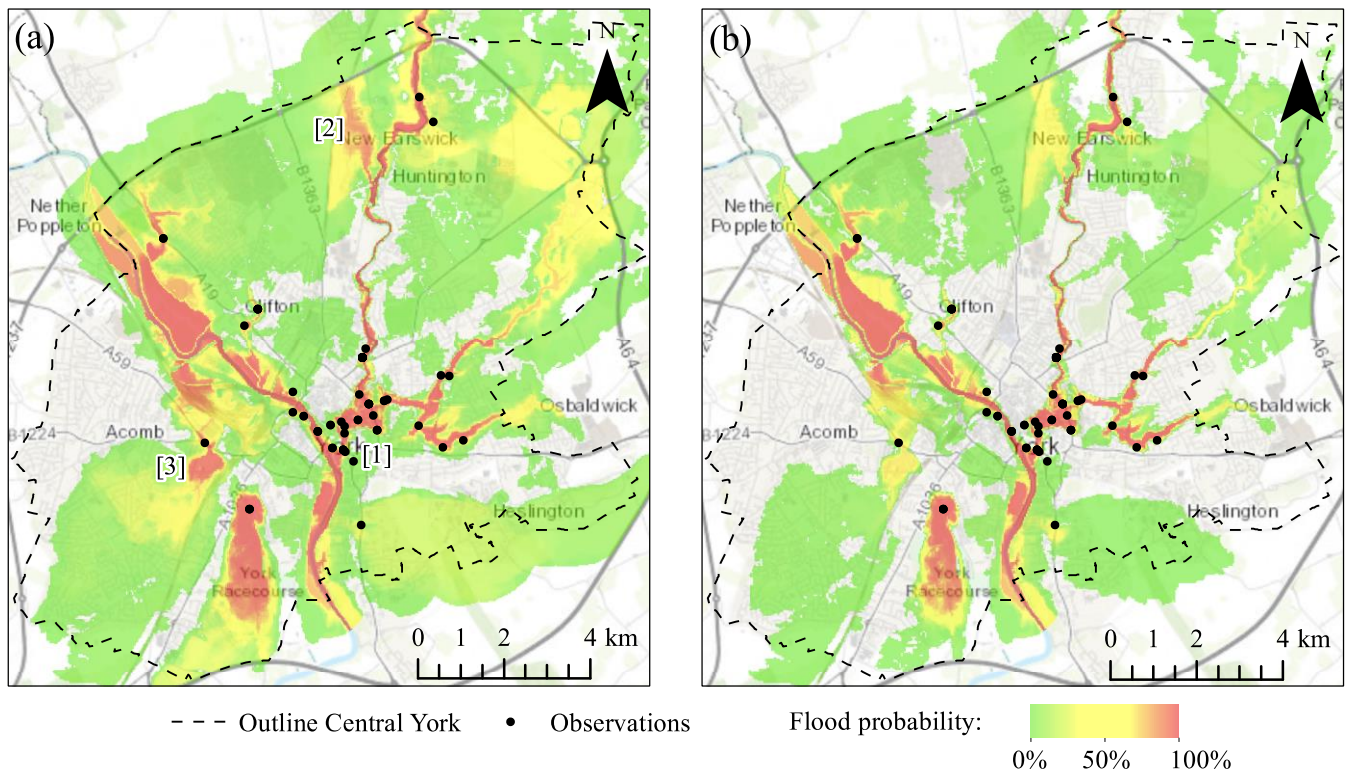 (a)
N
[2]
New Earswick
Huntington
B1363
Nether
Poppleton
A19
Clifton
A59
1237
A64
Osbaldwick
B1224
Acomb
[3]
York
[1]
A1036
Heslington
York
Racecourse
0 1 2 4 km
(b)
N
New Earswick
Huntington
B1363
Nether
Poppleton
A19
Clifton
A59
1237
A64
Osbaldwick
B1224
Acomb
A1036
Heslington
York
Racecourse
0 1 2 4 km
Outline Central York
Observations
Flood probability:
0% 50% 100%